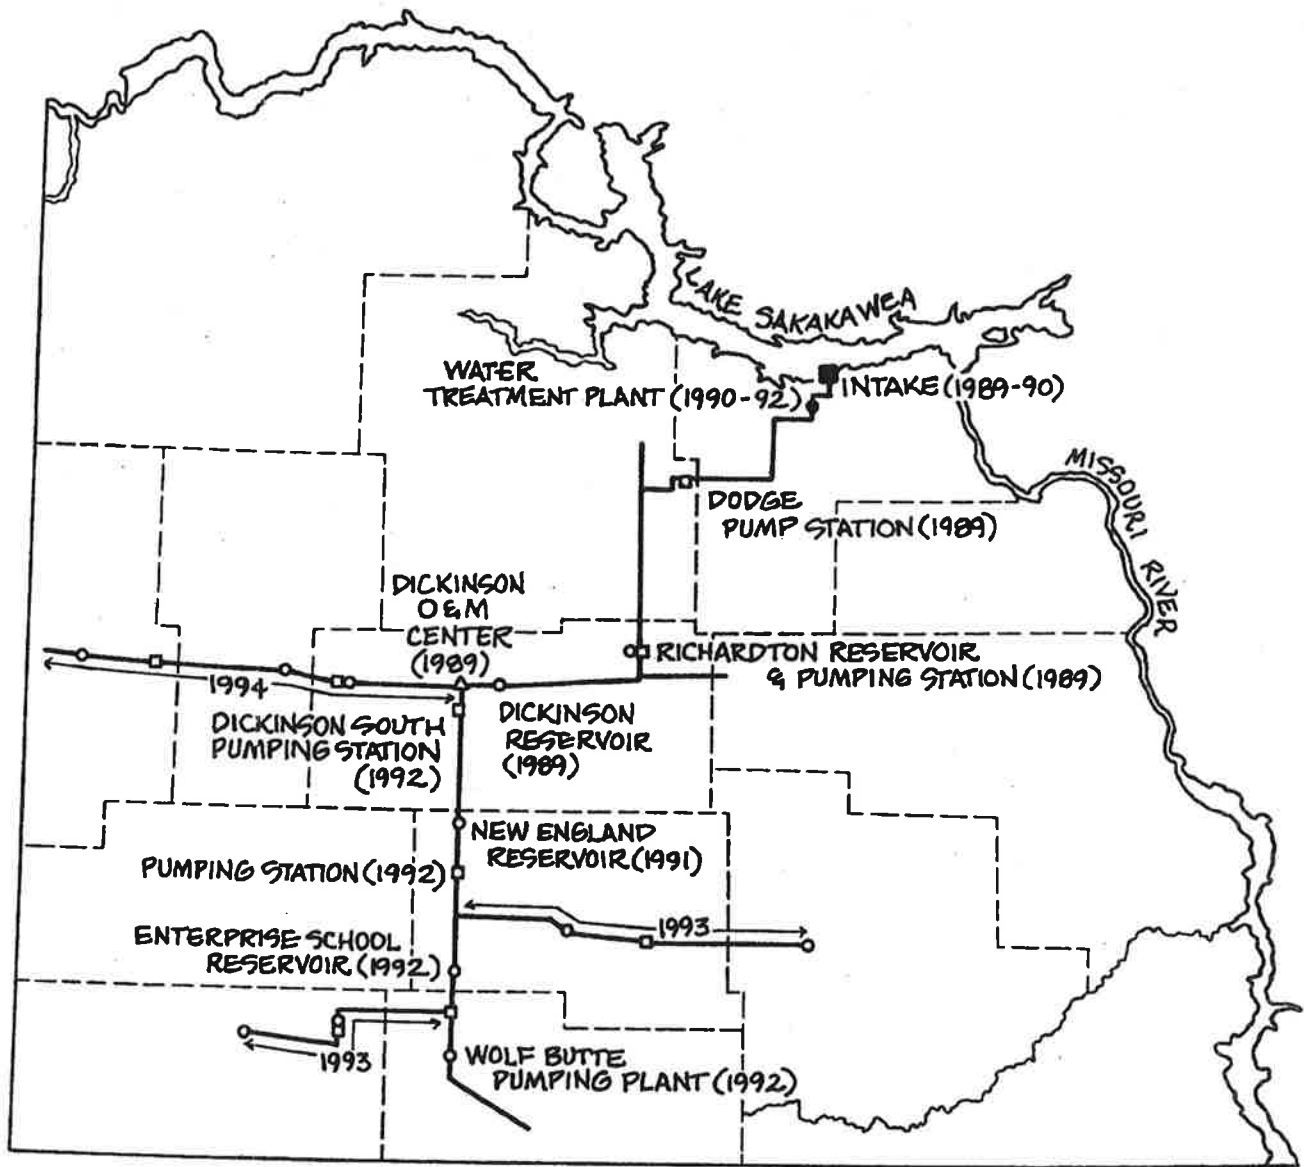 LAKE SAKAKAWEA
WATER
TREATMENT PLANT (1990-92)
INTAKE (1989-90)
MISSOURI RIVER
DODGE
PUMP STATION (1989)
DICKINSON
O & M
CENTER
(1989)
RICHARDTON RESERVOIR
& PUMPING STATION (1989)
1994
DICKINSON SOUTH
PUMPING STATION
(1992)
DICKINSON
RESERVOIR
(1989)
NEW ENGLAND
RESERVOIR (1991)
PUMPING STATION (1992)
1993
ENTERPRISE SCHOOL
RESERVOIR (1992)
1993
WOLF BUTTE
PUMPING PLANT (1992)